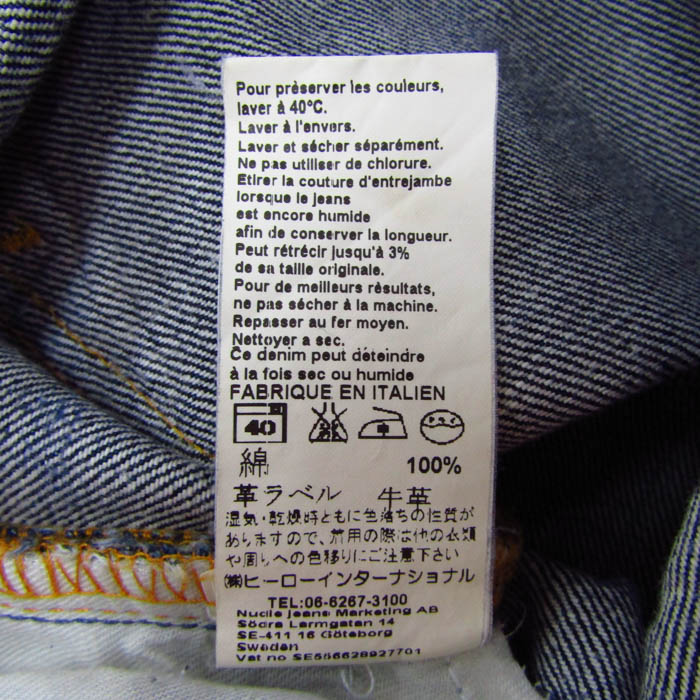 Pour prèserver les couleurs,
laver à 40°C.
Laver à l'envers.
Laver et sécher séparément.
Ne pas utiliser de chlorure.
Etirer la couture d'entrejambe
lorsque le jeans
est encore humide
afin de conserver la longueur.
Peut rétrécir jusqu'à 3%
de sa taille originale.
Pour de meilleurs rèsultats,
ne pas sécher à la machine.
Repasser au fer moyen.
Nettoyer a sec.
Ce denim peut déteindre
à la fois sec ou humide
FABRIQUE EN ITALIEN
40
綿 100%
革ラベル 牛革
湿気・乾燥時ともに色落ちの性質が
ありますので、着用の際は他の衣類
や周りへの色移りにご注意下さい
㈱ヒーローインターナショナル
TEL:06-6267-3100
Nudie Jeans Marketing AB
Södra Larmgatan 14
SE-411 16 Göteborg
Sweden
Vat no SE556628927701